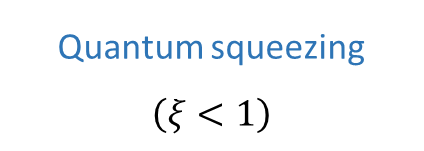 Quantum squeezing
(ξ < 1)